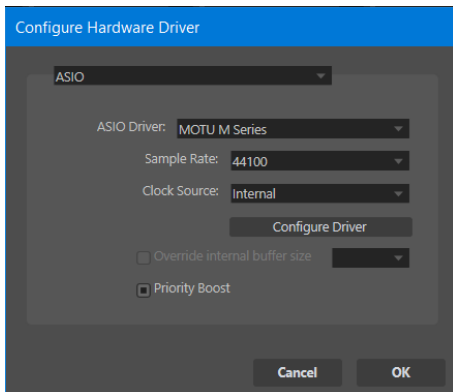 Configure Hardware Driver
ASIO
ASIO Driver: MOTU M Series
Sample Rate: 44100
Clock Source: Internal
Configure Driver
Override internal buffer size
Priority Boost
Cancel OK